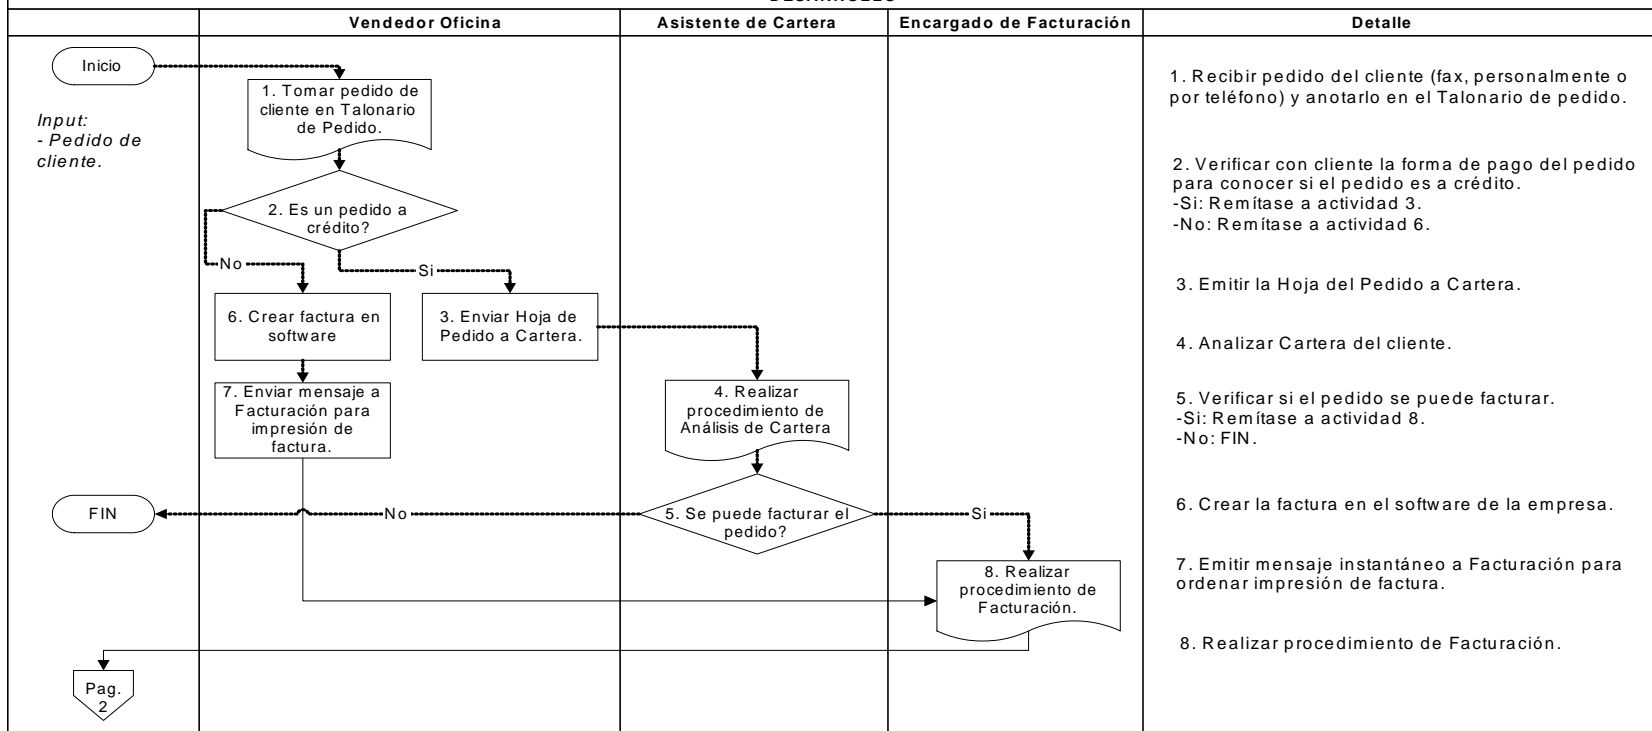 Vendedor Oficina
Asistente de Cartera
Encargado de Facturación
Detalle
Inicio
Input:
- Pedido de
cliente.
1. Tomar pedido de
cliente en Talonario
de Pedido.
2. Es un pedido a
crédito?
No
Si
6. Crear factura en
software
3. Enviar Hoja de
Pedido a Cartera.
7. Enviar mensaje a
Facturación para
impresión de
factura.
4. Realizar
procedimiento de
Análisis de Cartera
FIN
No
5. Se puede facturar el
pedido?
Si
8. Realizar
procedimiento de
Facturación.
Pag.
2
1. Recibir pedido del cliente (fax, personalmente o
por teléfono) y anotarlo en el Talonario de pedido.
2. Verificar con cliente la forma de pago del pedido
para conocer si el pedido es a crédito.
-Si: Remítase a actividad 3.
-No: Remítase a actividad 6.
3. Emitir la Hoja del Pedido a Cartera.
4. Analizar Cartera del cliente.
5. Verificar si el pedido se puede facturar.
-Si: Remítase a actividad 8.
-No: FIN.
6. Crear la factura en el software de la empresa.
7. Emitir mensaje instantáneo a Facturación para
ordenar impresión de factura.
8. Realizar procedimiento de Facturación.